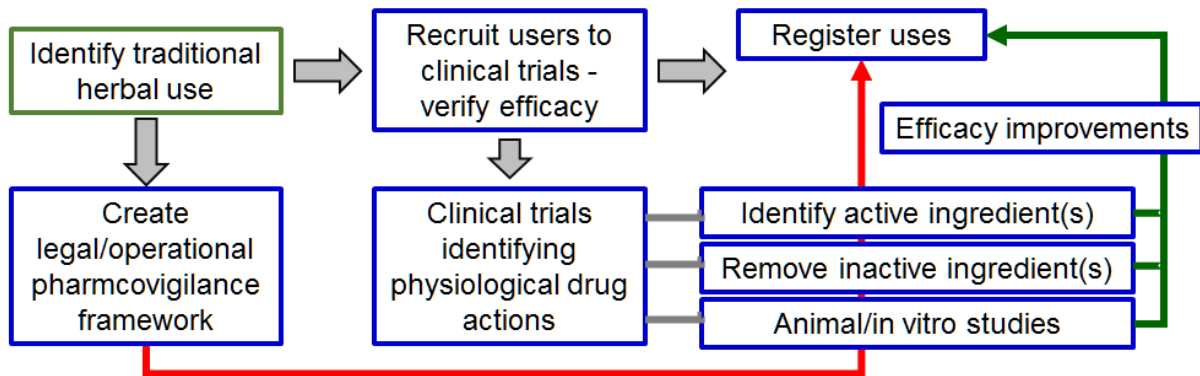 Identify traditional
herbal use
Recruit users to
clinical trials -
verify efficacy
Register uses
Efficacy improvements
Create
legal/operational
pharmcovigilance
framework
Clinical trials
identifying
physiological drug
actions
Identify active ingredient(s)
Remove inactive ingredient(s)
Animal/in vitro studies